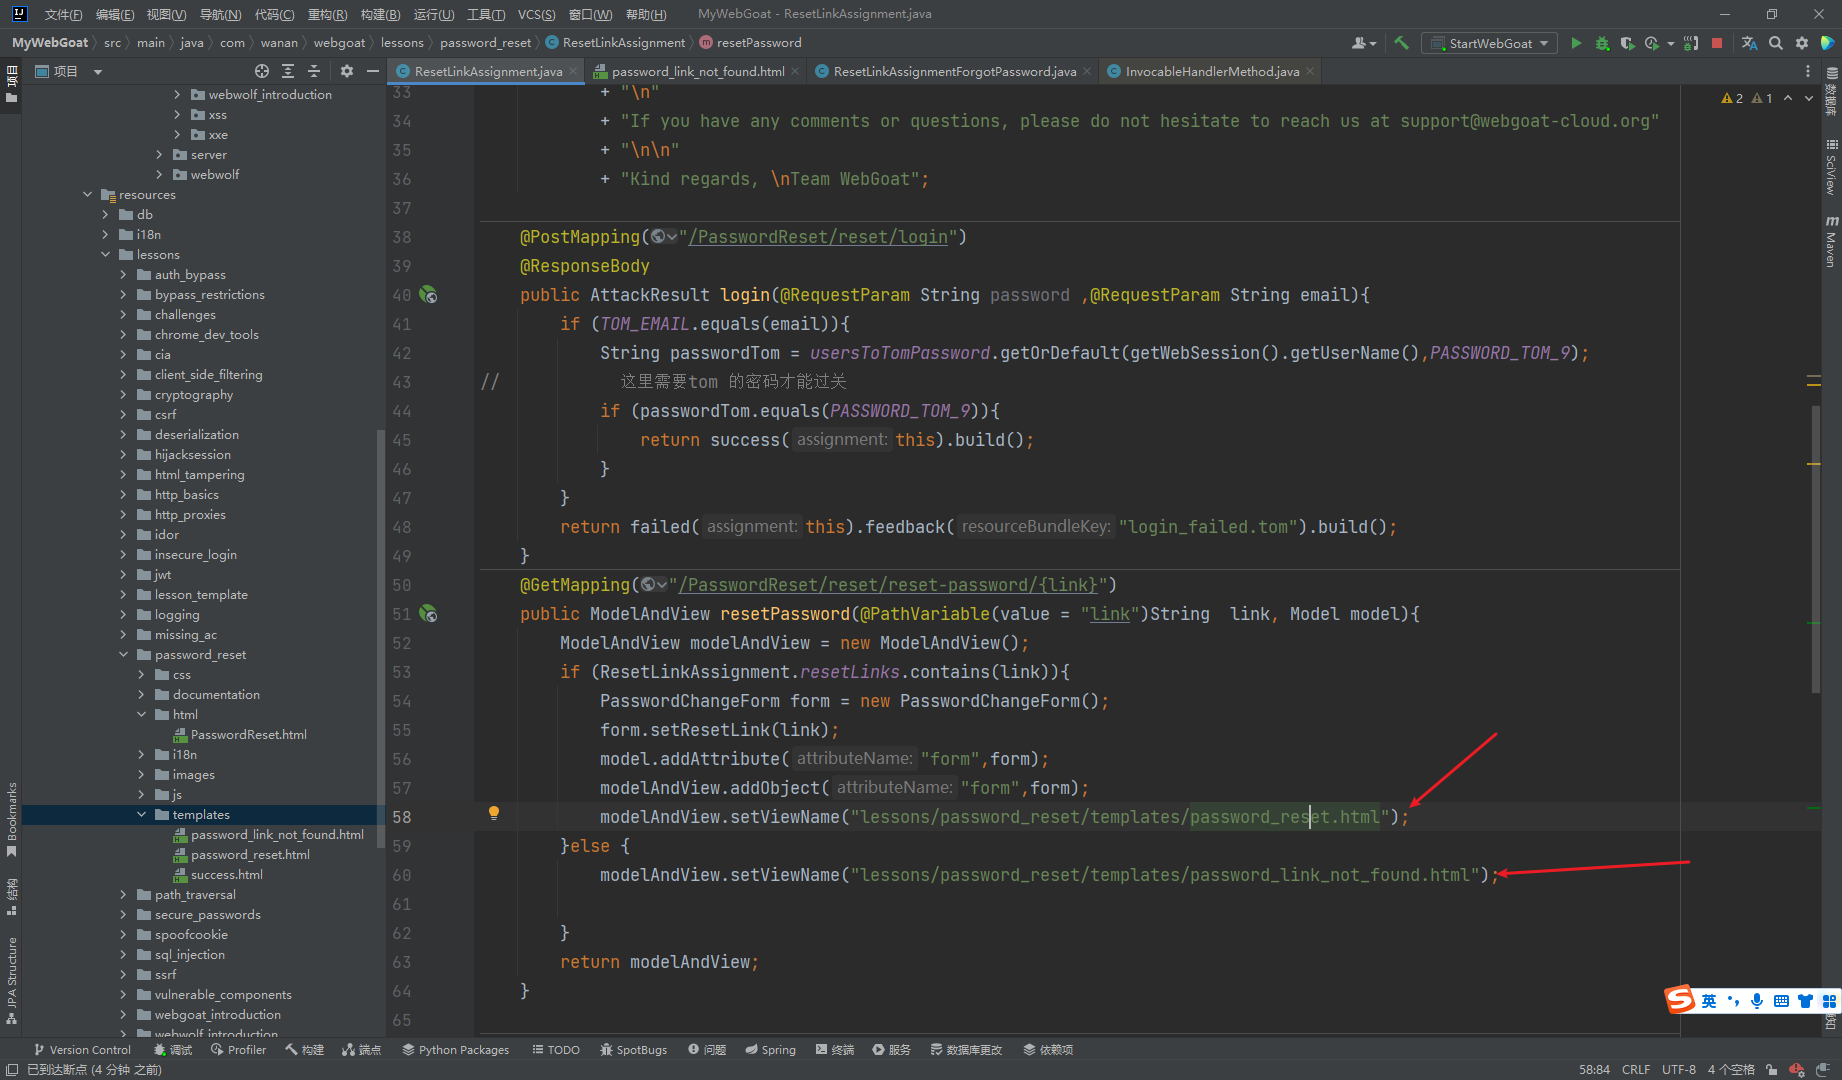 文件(F) 编辑(E) 视图(V) 导航(N) 代码(C) 重构(R) 构建(B) 运行(U) 工具(T) VCS(S) 窗口(W) 帮助(H) MyWebGoat - ResetLinkAssignment.java
MyWebGoat src main java com wanan webgoat lessons password_reset ResetLinkAssignment resetPassword StartWebGoat
项目
项目
ResetLinkAssignment.java password_link_not_found.html ResetLinkAssignmentForgotPassword.java InvocableHandlerMethod.java
webwolf_introduction
xss
xxe
server
webwolf
resources
db
i18n
lessons
auth_bypass
bypass_restrictions
challenges
chrome_dev_tools
cia
client_side_filtering
cryptography
csrf
deserialization
hijacksession
html_tampering
http_basics
http_proxies
idor
insecure_login
jwt
lesson_template
logging
missing_ac
password_reset
css
documentation
html
PasswordReset.html
i18n
images
js
templates
password_link_not_found.html
password_reset.html
success.html
path_traversal
secure_passwords
spoofcookie
sql_injection
ssrf
vulnerable_components
webgoat_introduction
webwolf_introduction
Bookmarks
结构
JPA Structure
33 + "\n"
34 + "If you have any comments or questions, please do not hesitate to reach us at support@webgoat-cloud.org"
35 + "\n\n"
36 + "Kind regards, \nTeam WebGoat";
37
38 @PostMapping("/PasswordReset/reset/login")
39 @ResponseBody
40 public AttackResult login(@RequestParam String password ,@RequestParam String email){
41 if (TOM_EMAIL.equals(email)){
42 String passwordTom = usersToTomPassword.getOrDefault(getWebSession().getUserName(),PASSWORD_TOM_9);
43 // 这里需要tom 的密码才能过关
44 if (passwordTom.equals(PASSWORD_TOM_9)){
45 return success( assignment: this).build();
46 }
47 }
48 return failed( assignment: this).feedback( resourceBundleKey: "login_failed.tom").build();
49 }
50 @GetMapping("/PasswordReset/reset/reset-password/{link}")
51 public ModelAndView resetPassword(@PathVariable(value = "link")String link, Model model){
52 ModelAndView modelAndView = new ModelAndView();
53 if (ResetLinkAssignment.resetLinks.contains(link)){
54 PasswordChangeForm form = new PasswordChangeForm();
55 form.setResetLink(link);
56 model.addAttribute( attributeName: "form",form);
57 modelAndView.addObject( attributeName: "form",form);
58 modelAndView.setViewName("lessons/password_reset/templates/password_reset.html");
59 }else {
60 modelAndView.setViewName("lessons/password_reset/templates/password_link_not_found.html");
61
62 }
63 return modelAndView;
64 }
65
2 1
数据库
SciView
m Maven
S 英
Version Control 调试 Profiler 构建 端点 Python Packages TODO SpotBugs 问题 Spring 终端 服务 数据库更改 依赖项
已到达断点 (4 分钟 之前) 58:84 CRLF UTF-8 4 个空格